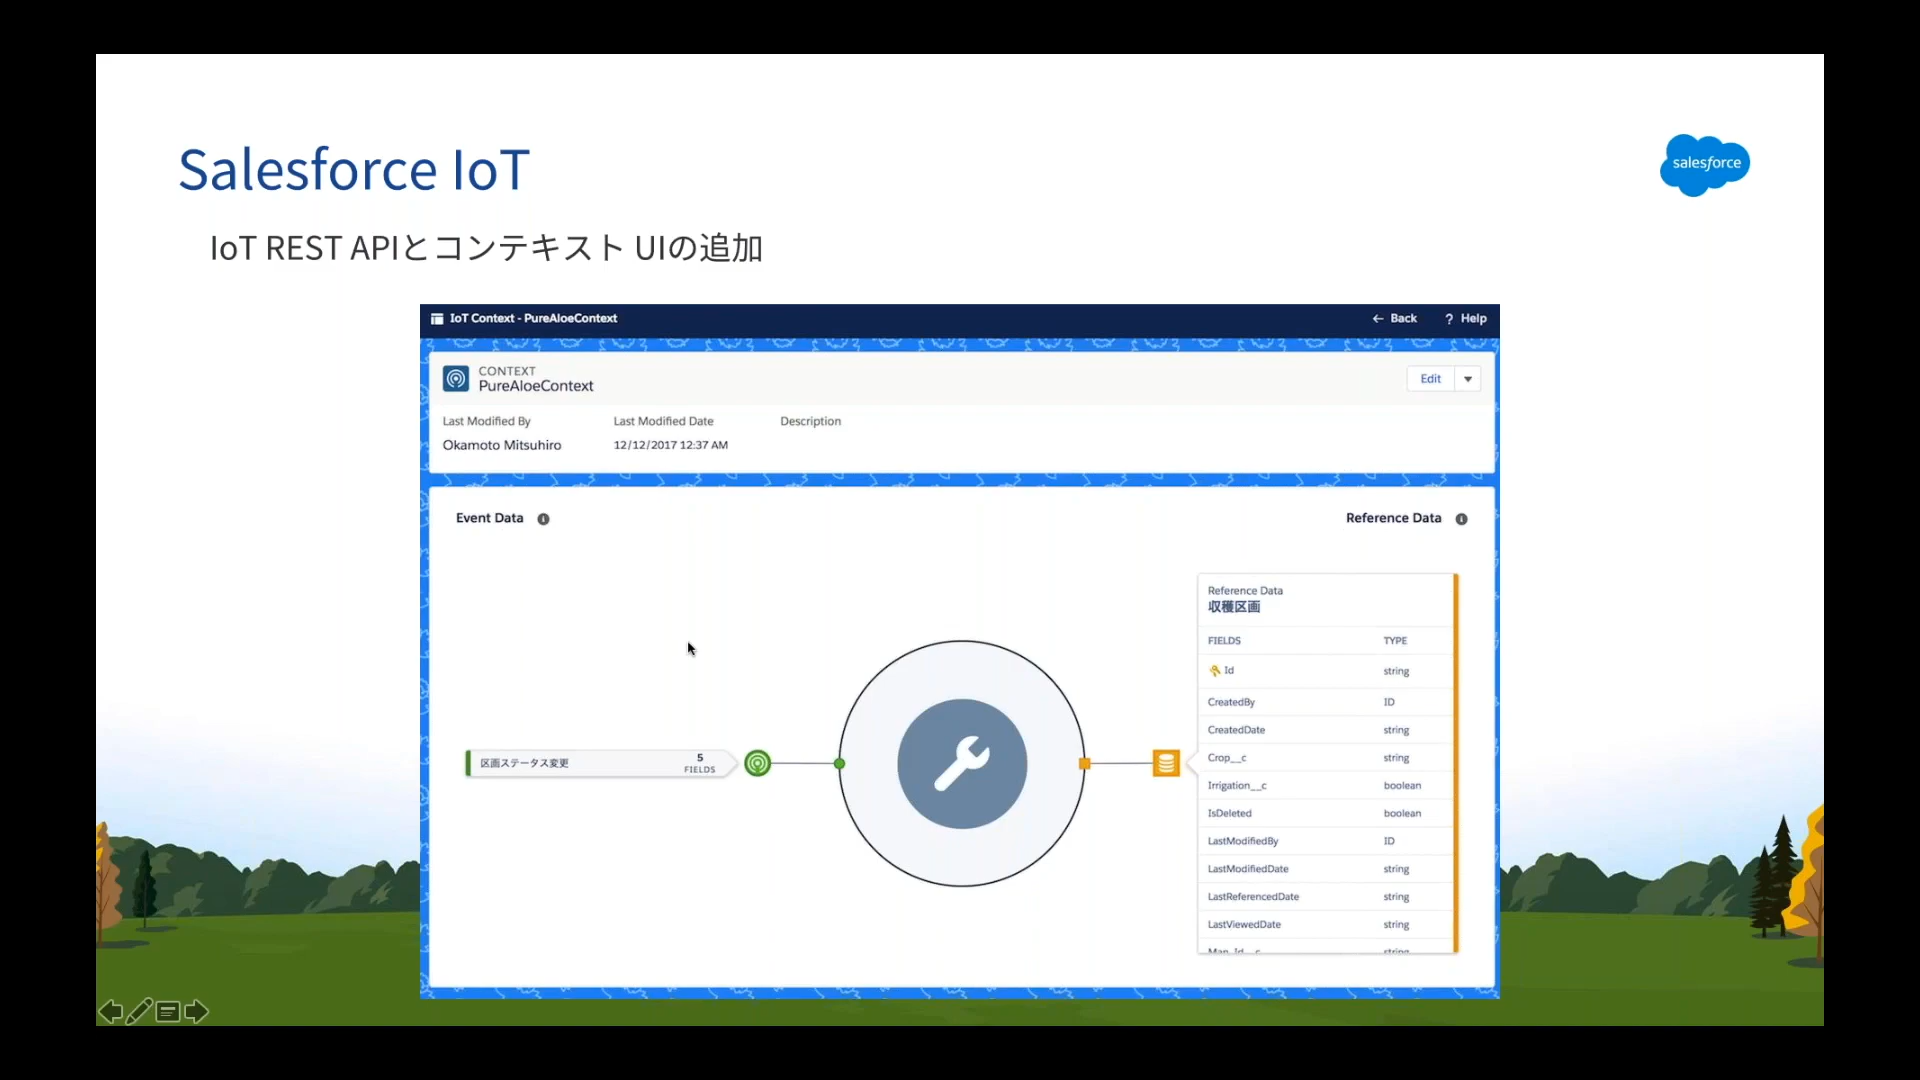 Salesforce IoT
salesforce
IoT REST APIとコンテキスト UIの追加
IoT Context - PureAloeContext
Back
? Help
CONTEXT
PureAloeContext
Edit
Last Modified By
Last Modified Date
Description
Okamoto Mitsuhiro
12/12/2017 12:37 AM
Event Data
Reference Data
Reference Data
収穫区画
FIELDS TYPE
Id string
CreatedBy ID
CreatedDate string
Crop__c string
Irrigation__c boolean
IsDeleted boolean
LastModifiedBy ID
LastModifiedDate string
LastReferencedDate string
LastViewedDate string
Map_Id__c string
区画ステータス変更
5
FIELDS